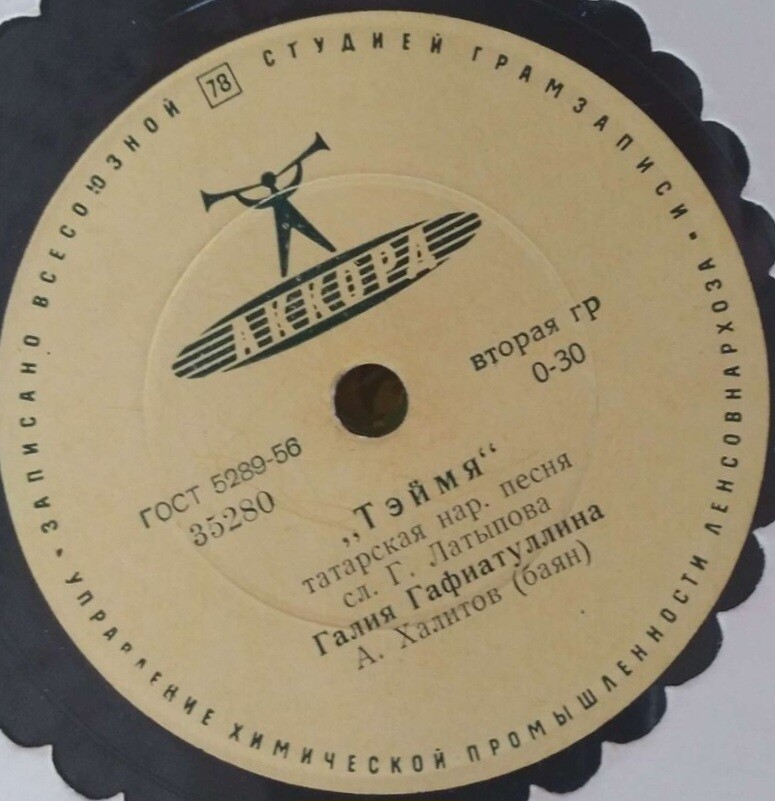 ЗАПИСАНО ВСЕСОЮЗНОЙ 78 СТУДИЕЙ ГРАМЗАПИСИ
АККОРД
вторая гр
0-30
ГОСТ 5289-56
35280
„Тэймя“
татарская нар. песня
сл. Г. Латыпова
Галия Гафиатуллина
А. Халитов (баян)
УПРАВЛЕНИЕ ХИМИЧЕСКОЙ ПРОМЫШЛЕННОСТИ ЛЕНСОВНАРХОЗА